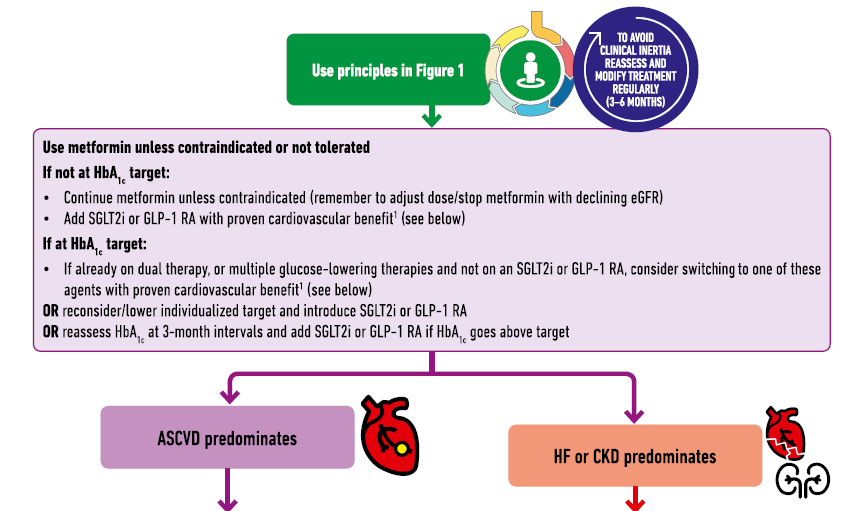 Use principles in Figure 1
TO AVOID
CLINICAL INERTIA
REASSESS AND
MODIFY TREATMENT
REGULARLY
(3–6 MONTHS)
Use metformin unless contraindicated or not tolerated
If not at HbA1c target:
• Continue metformin unless contraindicated (remember to adjust dose/stop metformin with declining eGFR)
• Add SGLT2i or GLP-1 RA with proven cardiovascular benefit¹ (see below)
If at HbA1c target:
• If already on dual therapy, or multiple glucose-lowering therapies and not on an SGLT2i or GLP-1 RA, consider switching to one of these
agents with proven cardiovascular benefit¹ (see below)
OR reconsider/lower individualized target and introduce SGLT2i or GLP-1 RA
OR reassess HbA1c at 3-month intervals and add SGLT2i or GLP-1 RA if HbA1c goes above target
ASCVD predominates
HF or CKD predominates